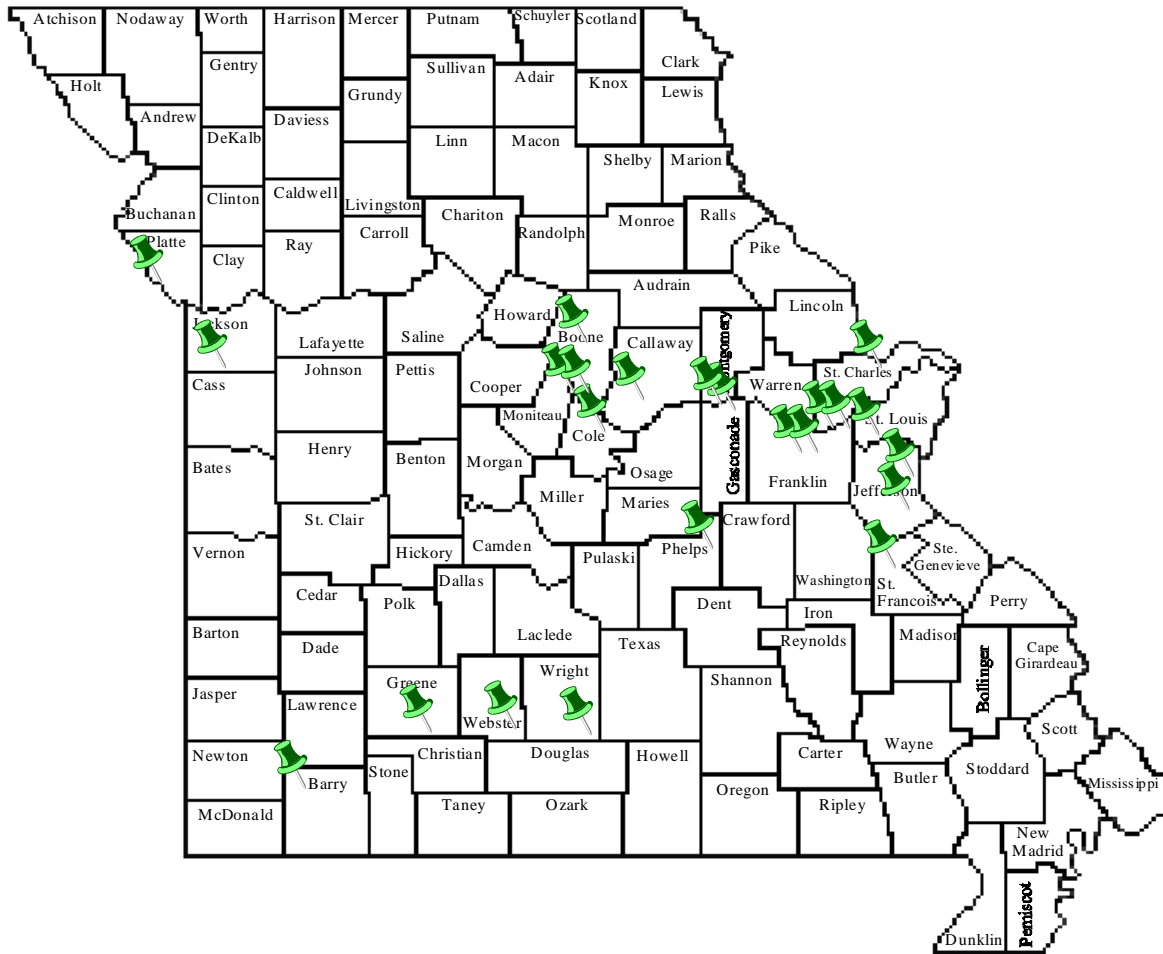 Atchison
Nodaway
Worth
Harrison
Mercer
Putnam
Schuyler
Scotland
Clark
Gentry
Sullivan
Adair
Knox
Holt
Grundy
Lewis
Andrew
Daviess
DeKalb
Linn
Macon
Shelby
Marion
Clinton
Caldwell
Livingston
Buchanan
Chariton
Monroe
Ralls
Platte
Clay
Ray
Carroll
Randolph
Pike
Audrain
Lincoln
Howard
Jackson
Saline
Boone
Callaway
Montgomery
Lafayette
Johnson
Pettis
Cooper
Warren
St. Charles
Cass
Moniteau
Cole
St. Louis
Henry
Benton
Morgan
Osage
Gasconade
Franklin
Jefferson
Bates
Miller
Maries
St. Clair
Crawford
Camden
Phelps
Vernon
Hickory
Pulaski
Washington
Ste.
Genevieve
St.
Francois
Cedar
Polk
Dallas
Dent
Iron
Perry
Barton
Dade
Laclede
Texas
Reynolds
Madison
Cape
Girardeau
Bollinger
Jasper
Lawrence
Greene
Webster
Wright
Shannon
Scott
Newton
Christian
Douglas
Howell
Carter
Wayne
Stoddard
Barry
Stone
Oregon
Butler
Mississippi
McDonald
Taney
Ozark
Ripley
New
Madrid
Dunklin
Pemiscot